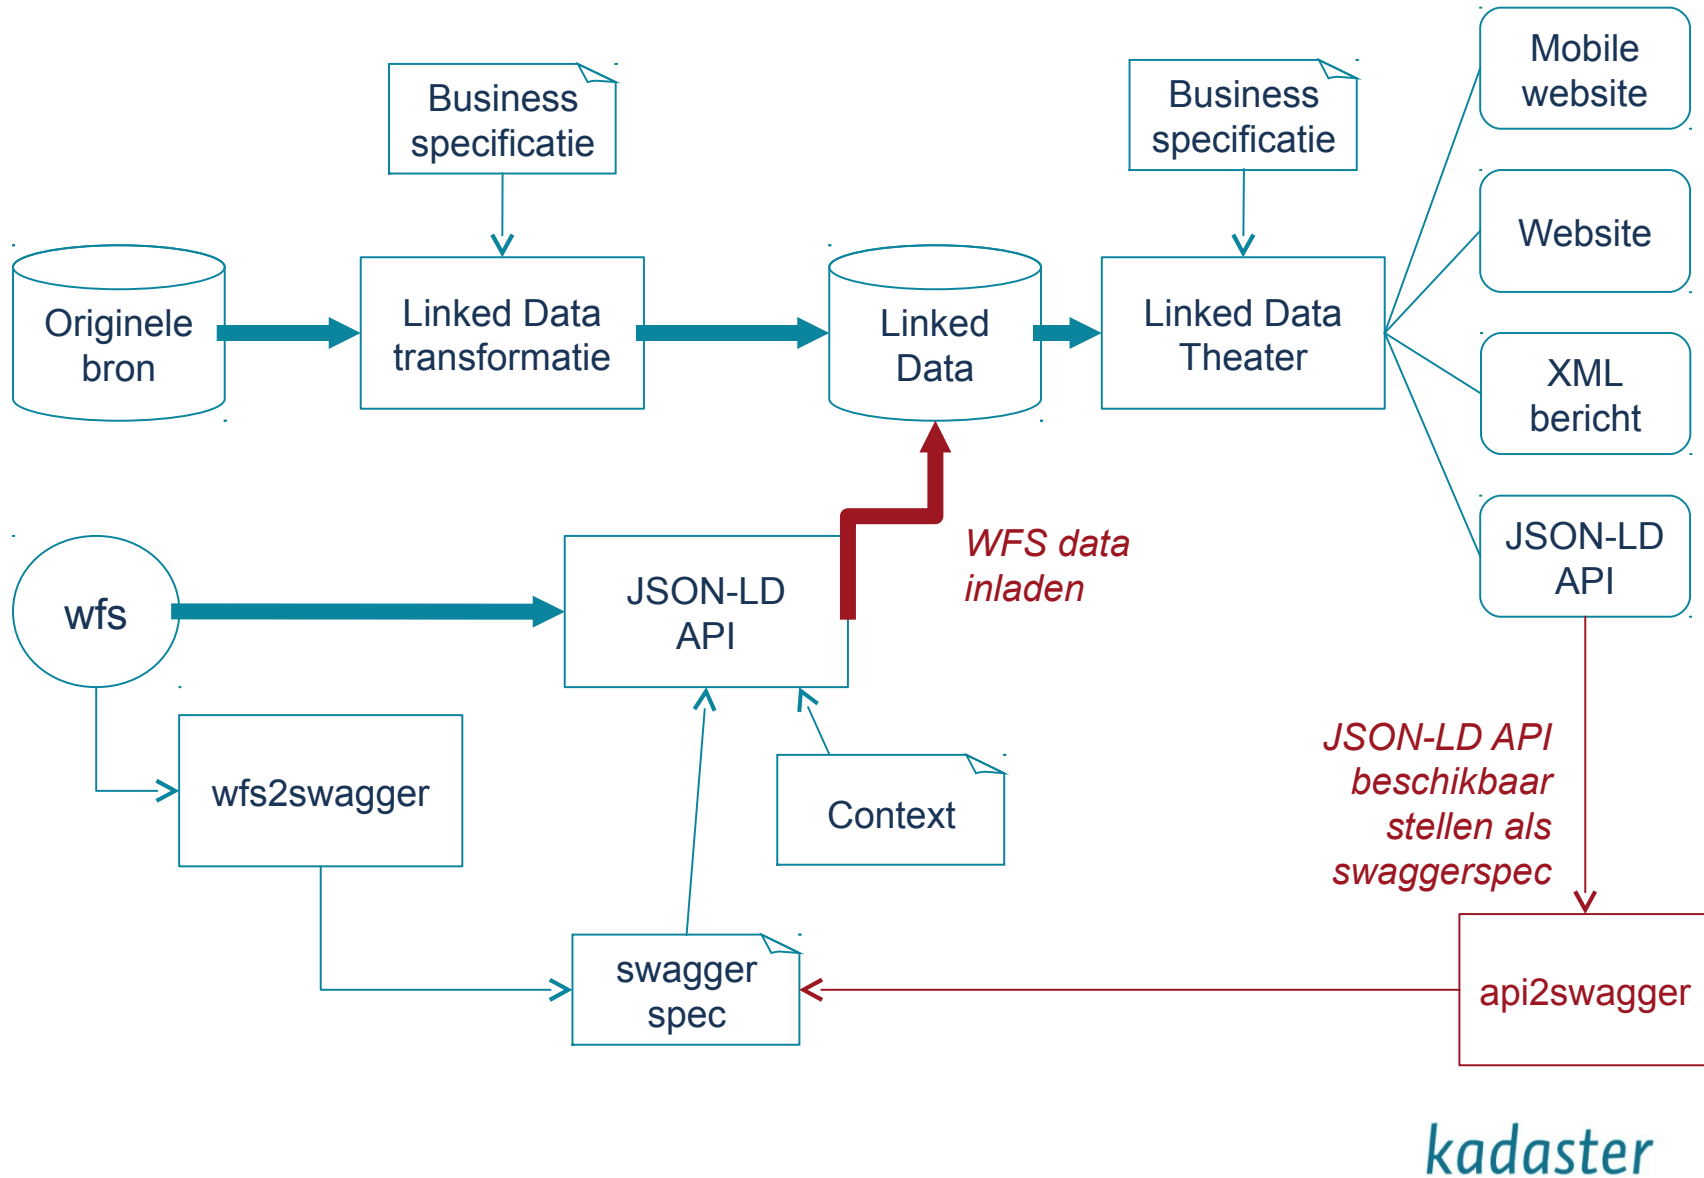 Business
specificatie
Business
specificatie
Mobile
website
Website
Originele
bron
Linked Data
transformatie
Linked
Data
Linked Data
Theater
XML
bericht
JSON-LD
API
WFS data
inladen
wfs
JSON-LD
API
wfs2swagger
Context
JSON-LD API
beschikbaar
stellen als
swaggerspec
swagger
spec
api2swagger
kadaster